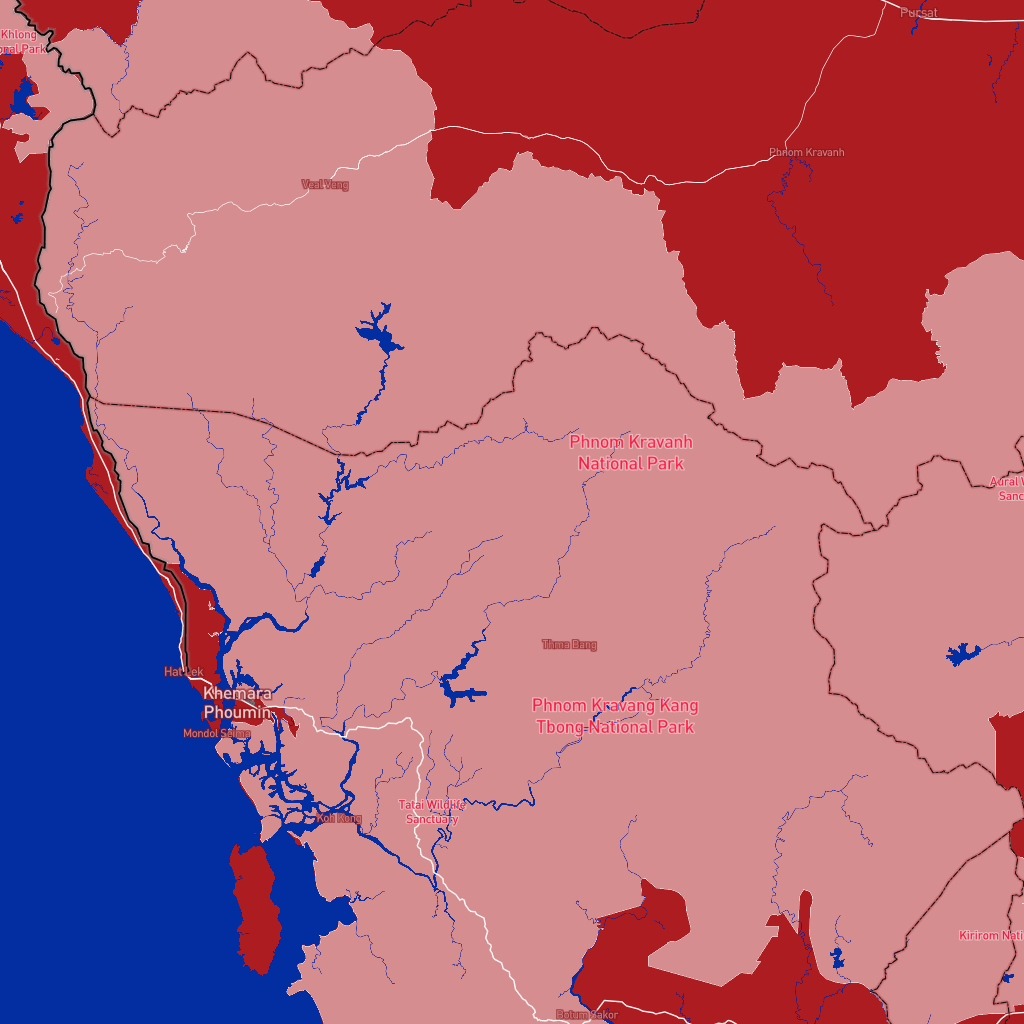 Pursat
Khlong
onal Park
Phnom Kravanh
Veal Veng
Phnom Kravanh
National Park
Aural W
Sanc
Thma Bang
Hat Lek
Khemara
Phoumin
Phnom Kravang Kang
Tbong National Park
Mondol Seima
Tatai Wildlife
Sanctuary
Koh Kong
Kirirom Nati
Botum Sakor